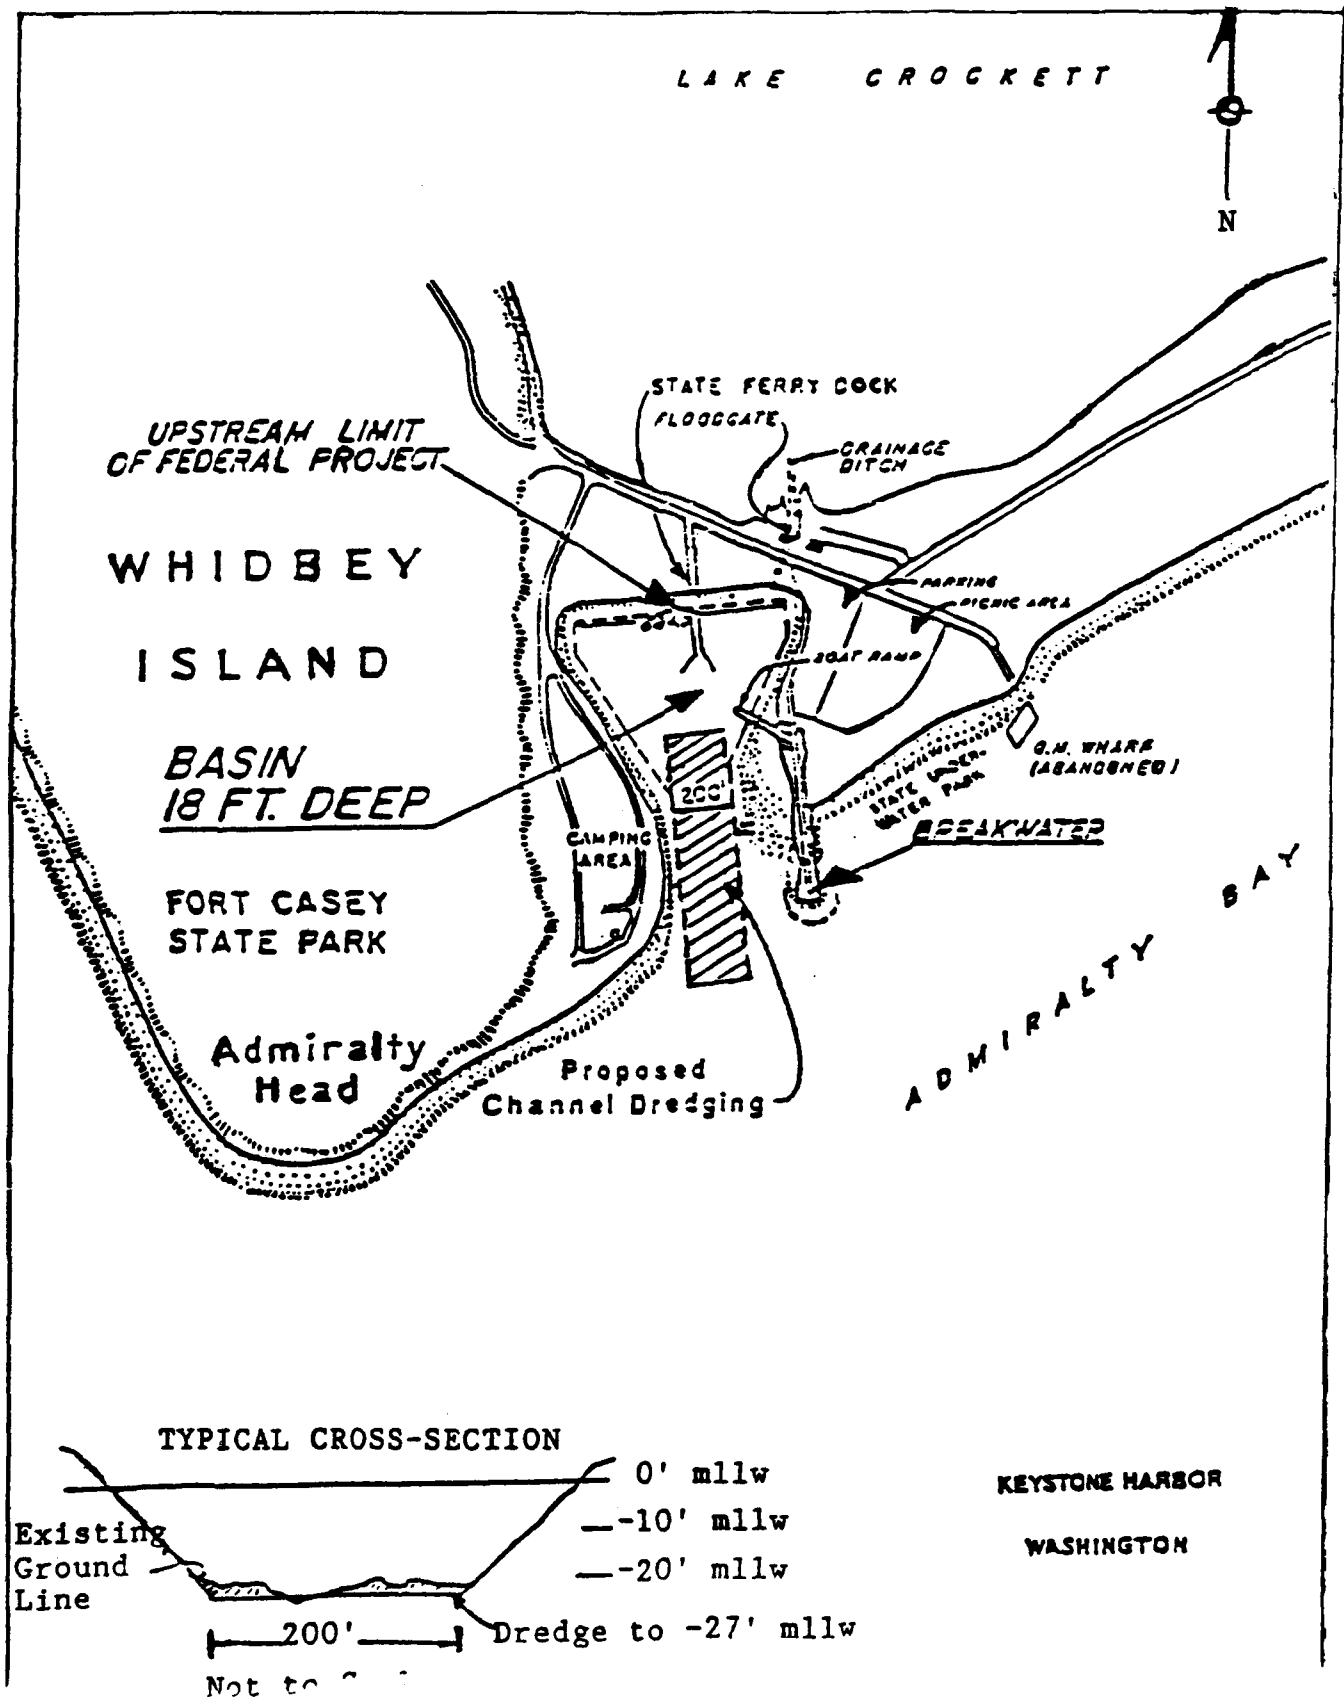 LAKE CROCKETT
N
STATE FERRY DOCK
FLOODGATE
DRAINAGE
DITCH
UPSTREAM LIMIT
OF FEDERAL PROJECT
WHIDBEY
ISLAND
PARKING
PICNIC AREA
BOAT RAMP
BASIN
18 FT. DEEP
200'
Q.M. WHARF
(ABANDONED)
STATE UNDER-
WATER PARK
BREAKWATER
CAMPING
AREA
FORT CASEY
STATE PARK
ADMIRALTY BAY
Admiralty
Head
Proposed
Channel Dredging
TYPICAL CROSS-SECTION
0' mllw
-10' mllw
-20' mllw
Existing
Ground
Line
200'
Dredge to -27' mllw
Not to
KEYSTONE HARBOR
WASHINGTON